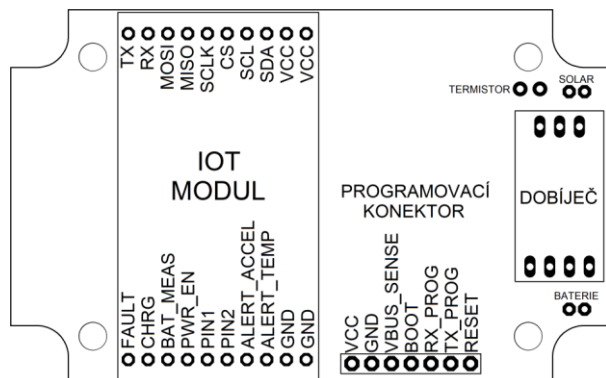 TX
RX
MOSI
MISO
SCLK
CS
SCL
SDA
VCC
VCC
TERMISTOR
SOLAR
IOT
MODUL
PROGRAMOVACÍ
KONEKTOR
DOBÍJEČ
FAULT
CHRG
BAT_MEAS
PWR_EN
PIN1
PIN2
ALERT_ACCEL
ALERT_TEMP
GND
GND
VCC
GND
VBUS_SENSE
BOOT
RX_PROG
TX_PROG
RESET
BATERIE